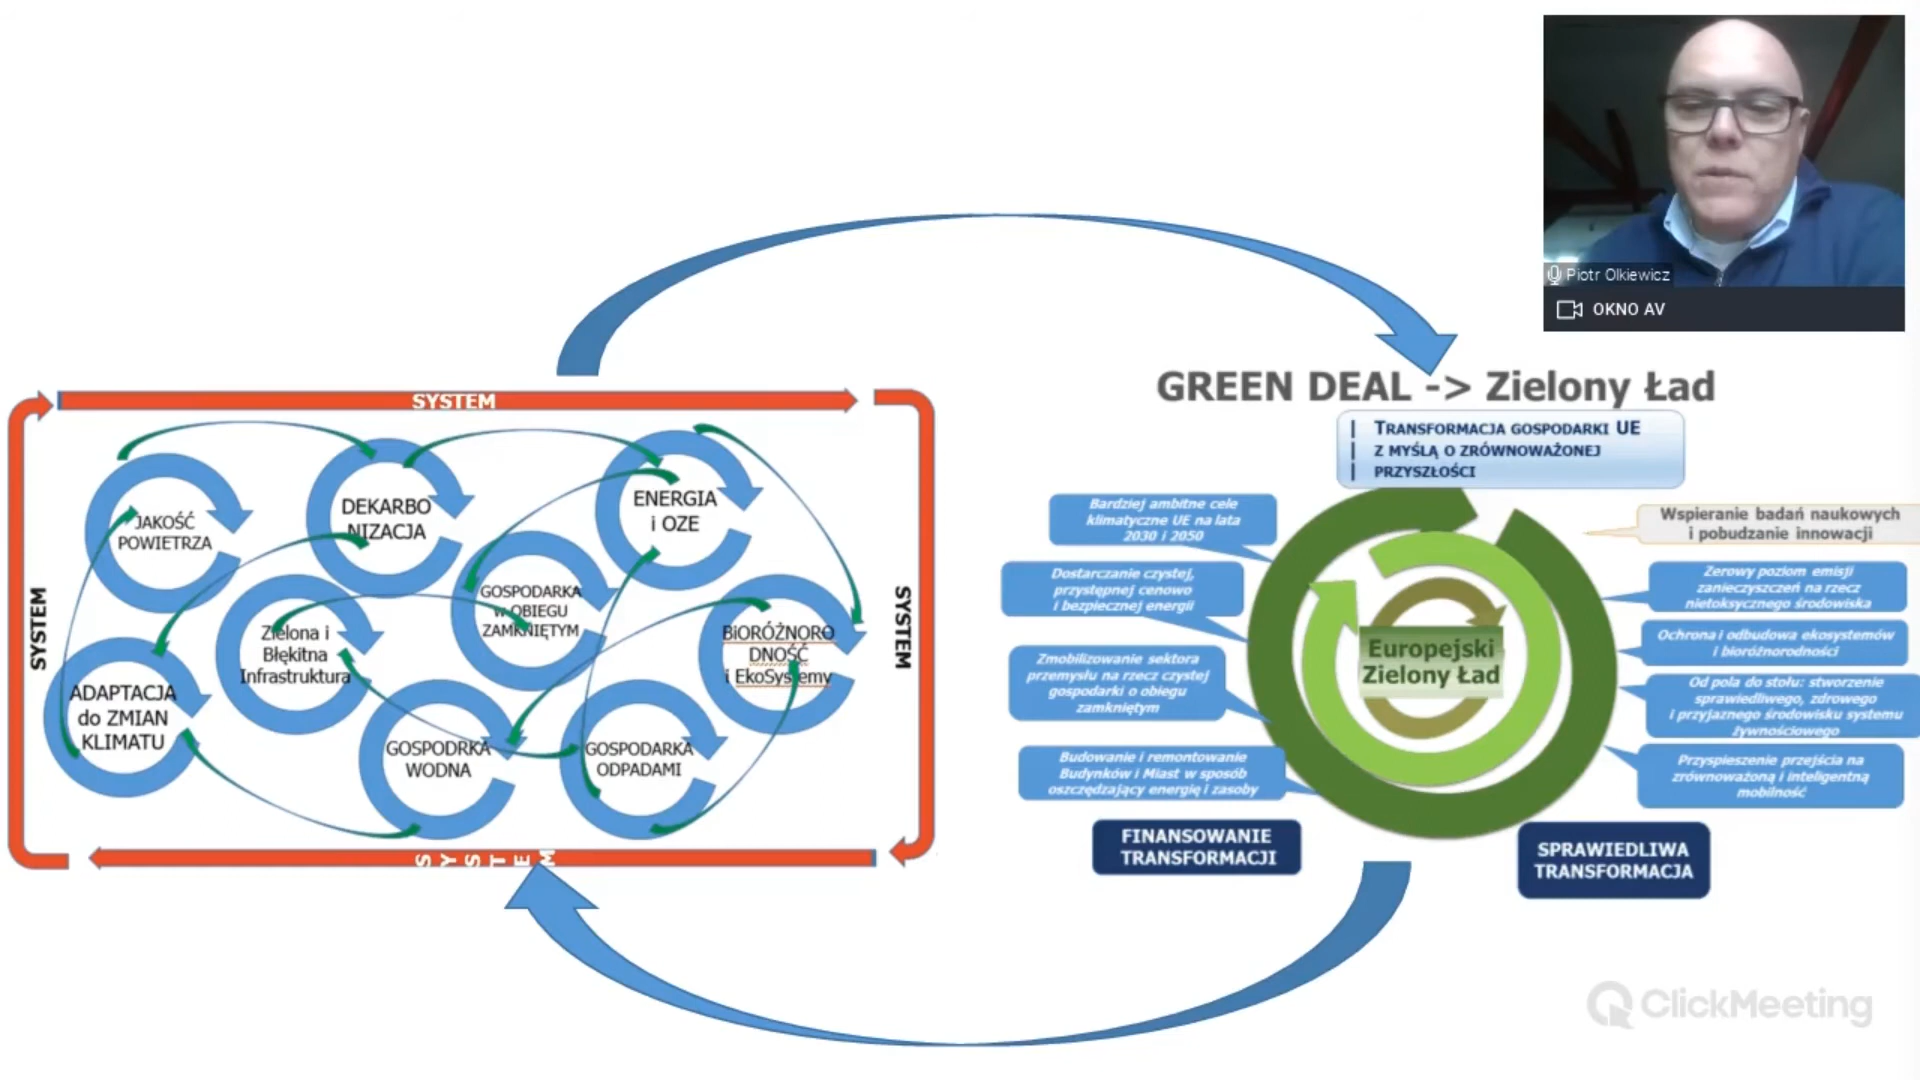 Piotr Olkiewicz
OKNO AV
SYSTEM
SYSTEM
SYSTEM
SYSTEM
JAKOŚĆ
POWIETRZA
DEKARBO
NIZACJA
ENERGIA
i OZE
GOSPODARKA
w OBIEGU
ZAMKNIĘTYM
Zielona i
Błękitna
Infrastruktura
BiORÓŻNORO
DNOŚĆ
i EkoSystemy
ADAPTACJA
do ZMIAN
KLIMATU
GOSPODRKA
WODNA
GOSPODARKA
ODPADAMI
GREEN DEAL -> Zielony Ład
TRANSFORMACJA GOSPODARKI UE
Z MYŚLĄ O ZRÓWNOWAŻONEJ
PRZYSZŁOŚCI
Bardziej ambitne cele
klimatyczne UE na lata
2030 i 2050
Dostarczanie czystej,
przystępnej cenowo
i bezpiecznej energii
Zmobilizowanie sektora
przemysłu na rzecz czystej
gospodarki o obiegu
zamkniętym
Budowanie i remontowanie
Budynków i Miast w sposób
oszczędzający energię i zasoby
Europejski
Zielony Ład
Wspieranie badań naukowych
i pobudzanie innowacji
Zerowy poziom emisji
zanieczyszczeń na rzecz
nietoksycznego środowiska
Ochrona i odbudowa ekosystemów
i bioróżnorodności
Od pola do stołu: stworzenie
sprawiedliwego, zdrowego
i przyjaznego środowisku systemu
żywnościowego
Przyspieszenie przejścia na
zrównoważoną i inteligentną
mobilność
FINANSOWANIE
TRANSFORMACJI
SPRAWIEDLIWA
TRANSFORMACJA
ClickMeeting